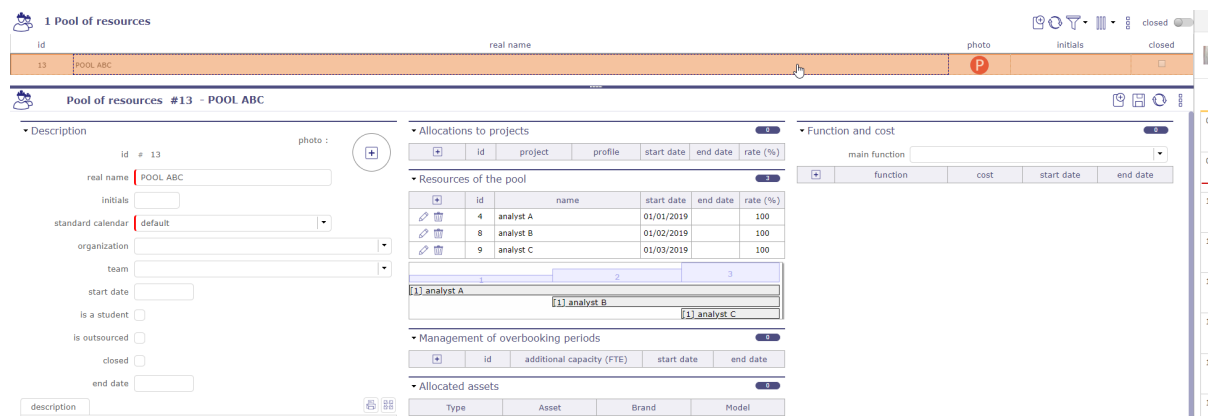 1 Pool of resources
closed
id real name photo initials closed
13 POOL ABC P
Pool of resources #13 - POOL ABC
Description
photo :
id # 13
real name POOL ABC
initials
standard calendar default
organization
team
start date
is a student
is outsourced
closed
end date
description
Allocations to projects 0
id project profile start date end date rate (%)
Resources of the pool 3
id name start date end date rate (%)
4 analyst A 01/01/2019 100
8 analyst B 01/02/2019 100
9 analyst C 01/03/2019 100
1 2 3
[1] analyst A
[1] analyst B
[1] analyst C
Management of overbooking periods 0
id additional capacity (FTE) start date end date
Allocated assets 0
Type Asset Brand Model
Function and cost 0
main function
function cost start date end date